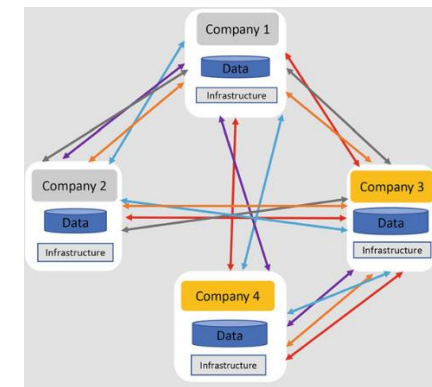 Company 1
Data
Infrastructure
Company 2
Data
Infrastructure
Company 3
Data
Infrastructure
Company 4
Data
Infrastructure